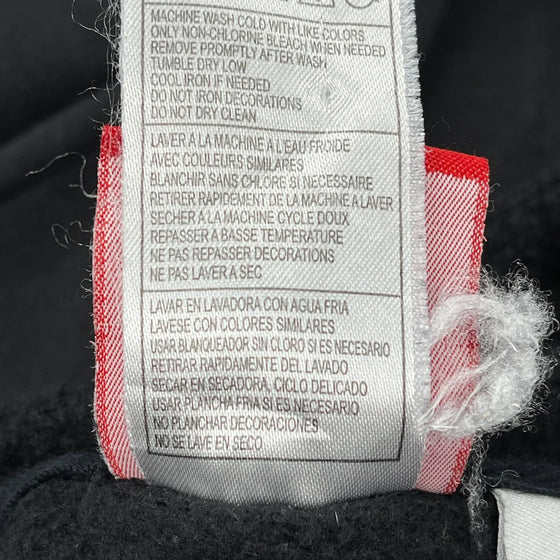 MACHINE WASH COLD WITH LIKE COLORS
ONLY NON-CHLORINE BLEACH WHEN NEEDED
REMOVE PROMPTLY AFTER WASH
TUMBLE DRY LOW
COOL IRON IF NEEDED
DO NOT IRON DECORATIONS
DO NOT DRY CLEAN
LAVER A LA MACHINE A L'EAU FROIDE
AVEC COULEURS SIMILARES
BLANCHIR SANS CHLORE SI NECESSAIRE
RETIRER RAPIDEMENT DE LA MACHINE A LAVER
SECHER A LA MACHINE CYCLE DOUX
REPASSER A BASSE TEMPERATURE
NE PAS REPASSER DECORATIONS
NE PAS LAVER A SEC
LAVAR EN LAVADORA CON AGUA FRIA
LAVESE CON COLORES SIMILARES
USAR BLANQUEADOR SIN CLORO SI ES NECESARIO
RETIRAR RAPIDAMENTE DEL LAVADO
SECAR EN SECADORA, CICLO DELICADO
USAR PLANCHA FRIA SI ES NECESARIO
NO PLANCHAR DECORACIONES
NO SE LAVE EN SECO